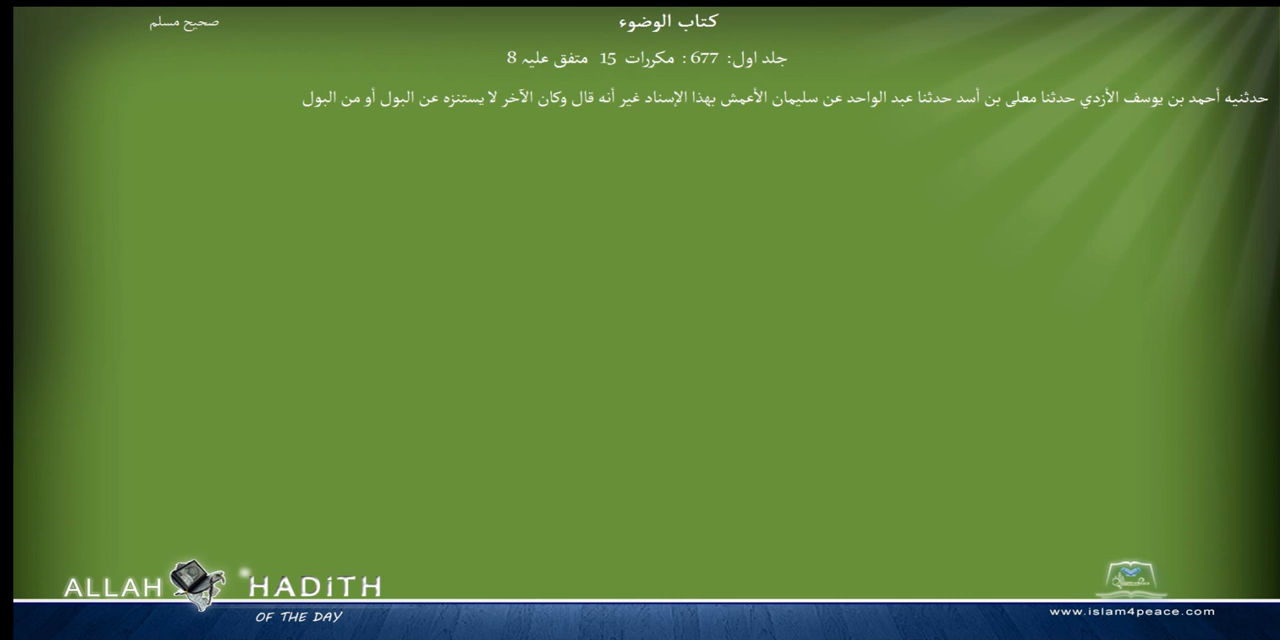 كتاب الوضوء
صحيح مسلم
جلد اول: 677 : مکررات 15 متفق علیہ 8
حدثنيه أحمد بن يوسف الأزدي حدثنا معلى بن أسد حدثنا عبد الواحد عن سليمان الأعمش بهذا الإسناد غير أنه قال وكان الآخر لا يستنزه عن البول أو من البول
ALLAH HADITH
OF THE DAY
www.islam4peace.com